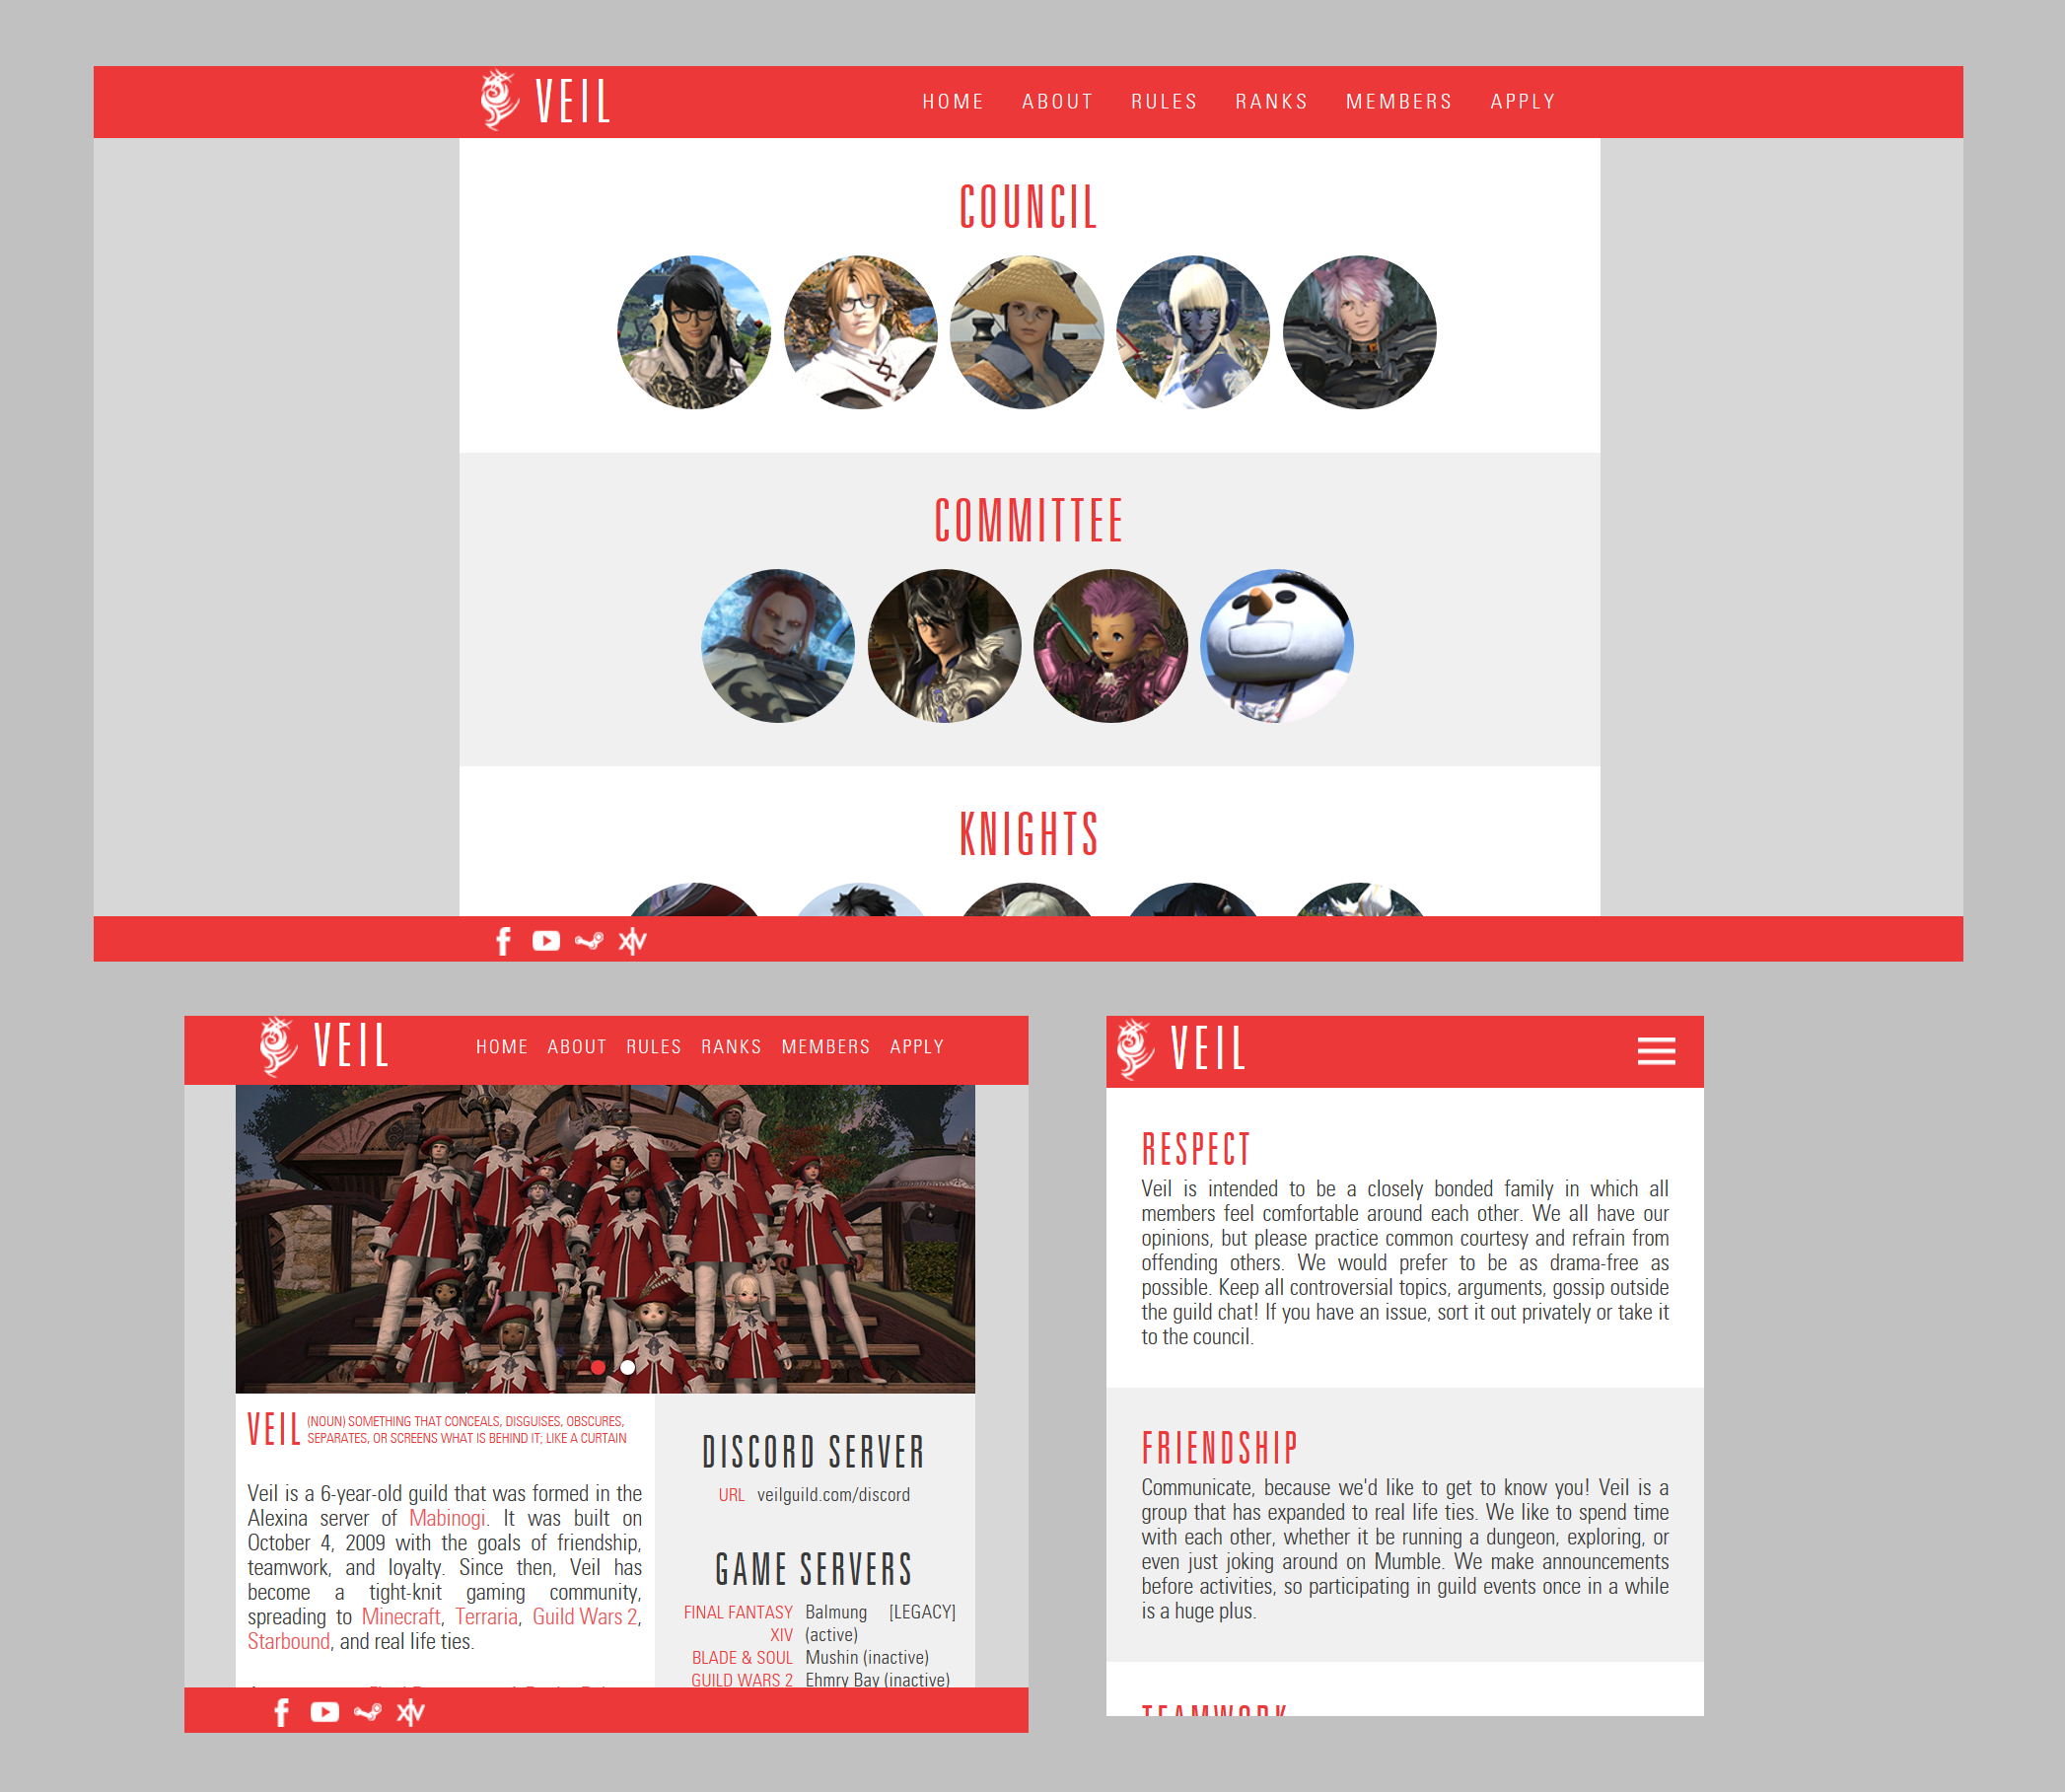 VEIL
HOME ABOUT RULES RANKS MEMBERS APPLY
COUNCIL
COMMITTEE
KNIGHTS
XIV
VEIL
HOME ABOUT RULES RANKS MEMBERS APPLY
VEIL
(NOUN) SOMETHING THAT CONCEALS, DISGUISES, OBSCURES,
SEPARATES, OR SCREENS WHAT IS BEHIND IT; LIKE A CURTAIN
Veil is a 6-year-old guild that was formed in the
Alexina server of Mabinogi. It was built on
October 4, 2009 with the goals of friendship,
teamwork, and loyalty. Since then, Veil has
become a tight-knit gaming community,
spreading to Minecraft, Terraria, Guild Wars 2,
Starbound, and real life ties.
DISCORD SERVER
URL veilguild.com/discord
GAME SERVERS
FINAL FANTASY Balmung [LEGACY]
XIV (active)
BLADE & SOUL Mushin (inactive)
GUILD WARS 2 Ehmry Bay (inactive)
XIV
VEIL
RESPECT
Veil is intended to be a closely bonded family in which all
members feel comfortable around each other. We all have our
opinions, but please practice common courtesy and refrain from
offending others. We would prefer to be as drama-free as
possible. Keep all controversial topics, arguments, gossip outside
the guild chat! If you have an issue, sort it out privately or take it
to the council.
FRIENDSHIP
Communicate, because we'd like to get to know you! Veil is a
group that has expanded to real life ties. We like to spend time
with each other, whether it be running a dungeon, exploring, or
even just joking around on Mumble. We make announcements
before activities, so participating in guild events once in a while
is a huge plus.
TEAMWORK